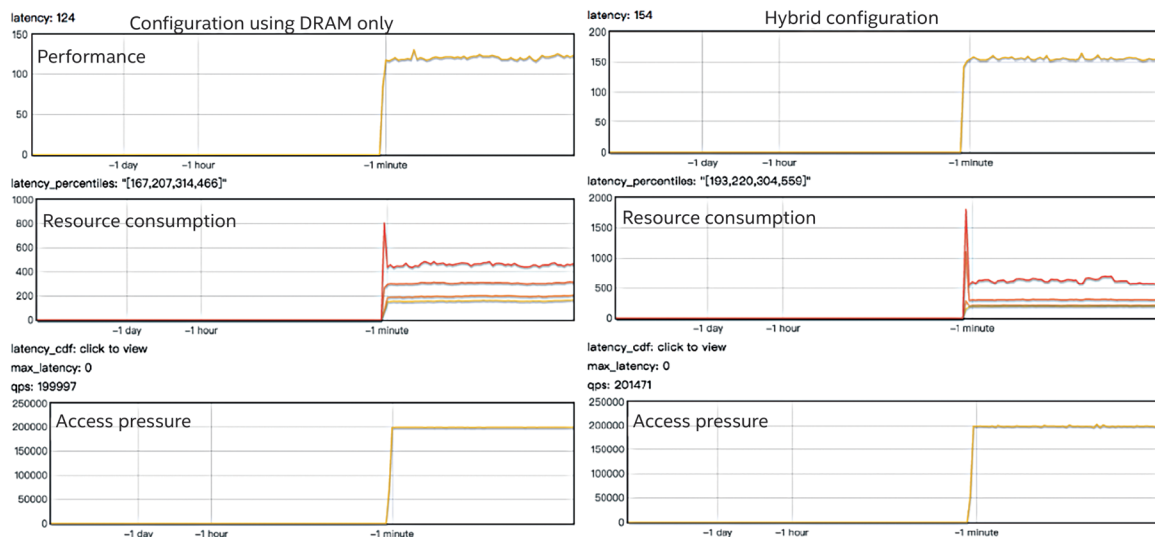 Configuration using DRAM only
latency: 124
150
Performance
100
50
0
−1 day
−1 hour
−1 minute
latency_percentiles: "[167,207,314,466]"
1000
Resource consumption
800
600
400
200
0
−1 day
−1 hour
−1 minute
latency_cdf: click to view
max_latency: 0
qps: 199997
250000
Access pressure
200000
150000
100000
50000
0
−1 day
−1 hour
−1 minute
Hybrid configuration
latency: 154
200
150
100
50
0
−1 day
−1 hour
−1 minute
latency_percentiles: "[193,220,304,559]"
2000
Resource consumption
1500
1000
500
0
−1 day
−1 hour
−1 minute
latency_cdf: click to view
max_latency: 0
qps: 201471
250000
Access pressure
200000
150000
100000
50000
0
−1 day
−1 hour
−1 minute